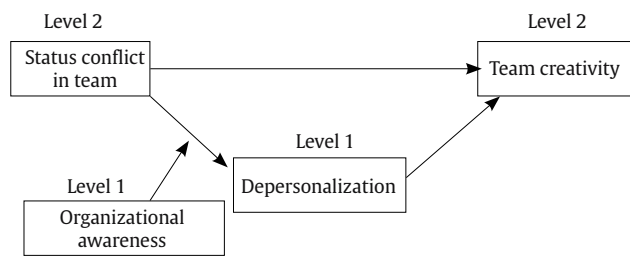 Level 2
Status conflict
in team
Level 2
Team creativity
Level 1
Depersonalization
Level 1
Organizational
awareness